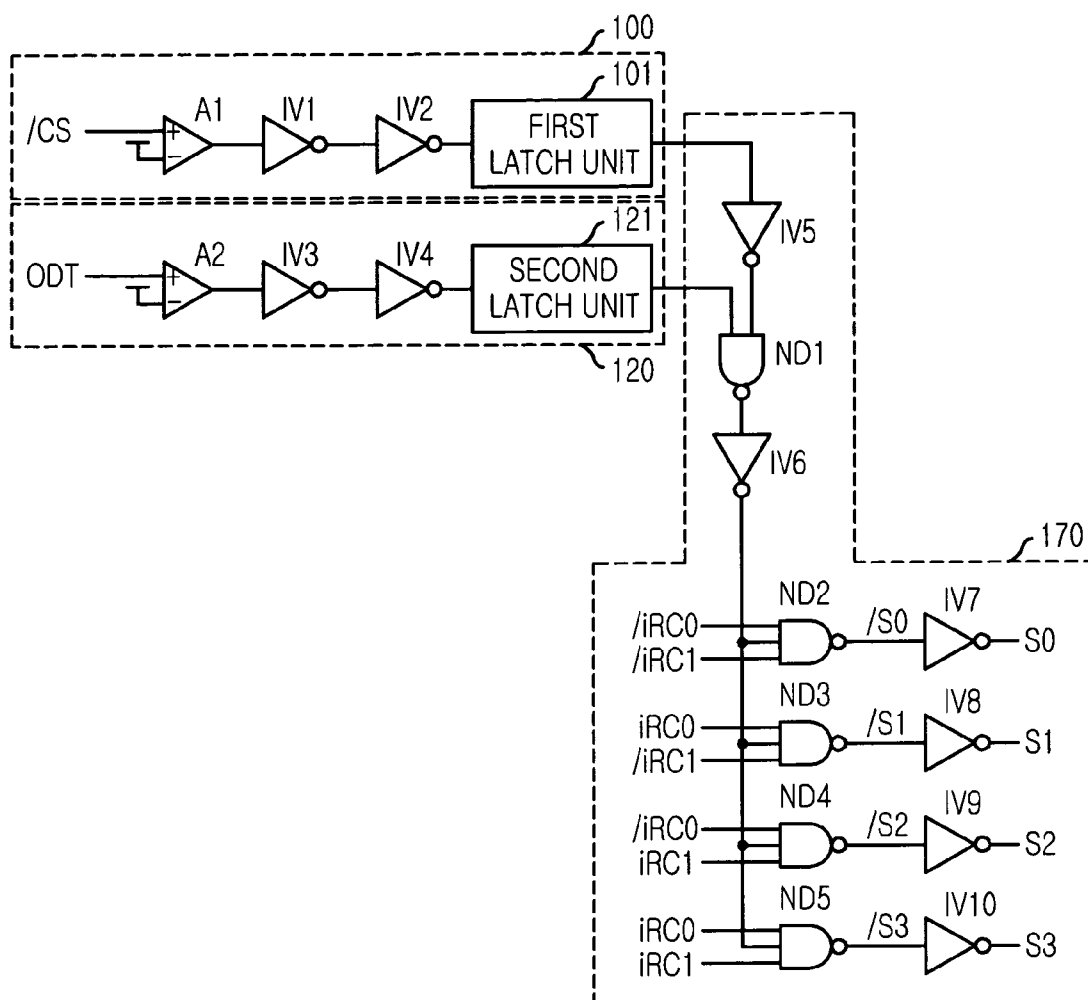 100
101
A1
IV1
IV2
/CS
+
−
FIRST
LATCH UNIT
IV5
121
A2
IV3
IV4
ODT
+
−
SECOND
LATCH UNIT
ND1
120
IV6
170
ND2
IV7
/iRC0
/S0
S0
/iRC1
ND3
IV8
iRC0
/S1
S1
/iRC1
ND4
IV9
/iRC0
/S2
S2
iRC1
ND5
IV10
iRC0
/S3
S3
iRC1